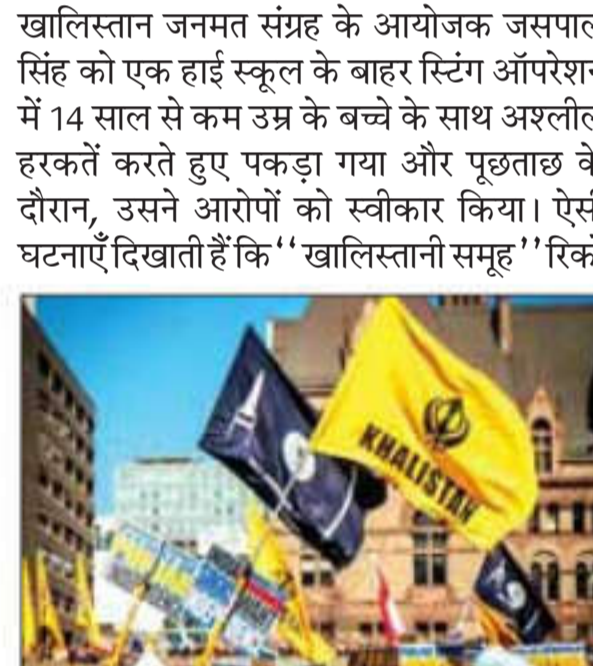 खालिस्तान जनमत संग्रह के आयोजक जसपाल
सिंह को एक हाई स्कूल के बाहर स्टिंग ऑपरेशन
में 14 साल से कम उम्र के बच्चे के साथ अश्लील
हरकतें करते हुए पकड़ा गया और पूछताछ के
दौरान, उसने आरोपों को स्वीकार किया। ऐसी
घटनाएँ दिखाती हैं कि ‘‘खालिस्तानी समूह’’
KHALISTAN